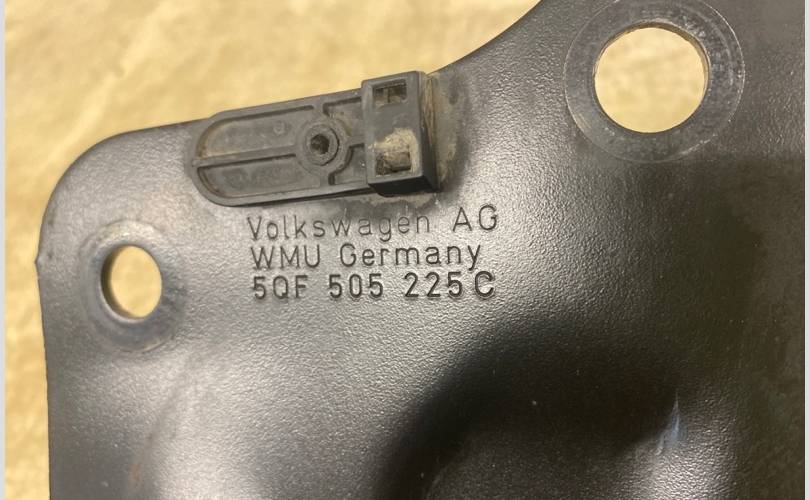 Volkswagen AG
WMU Germany
5QF 505 225 C